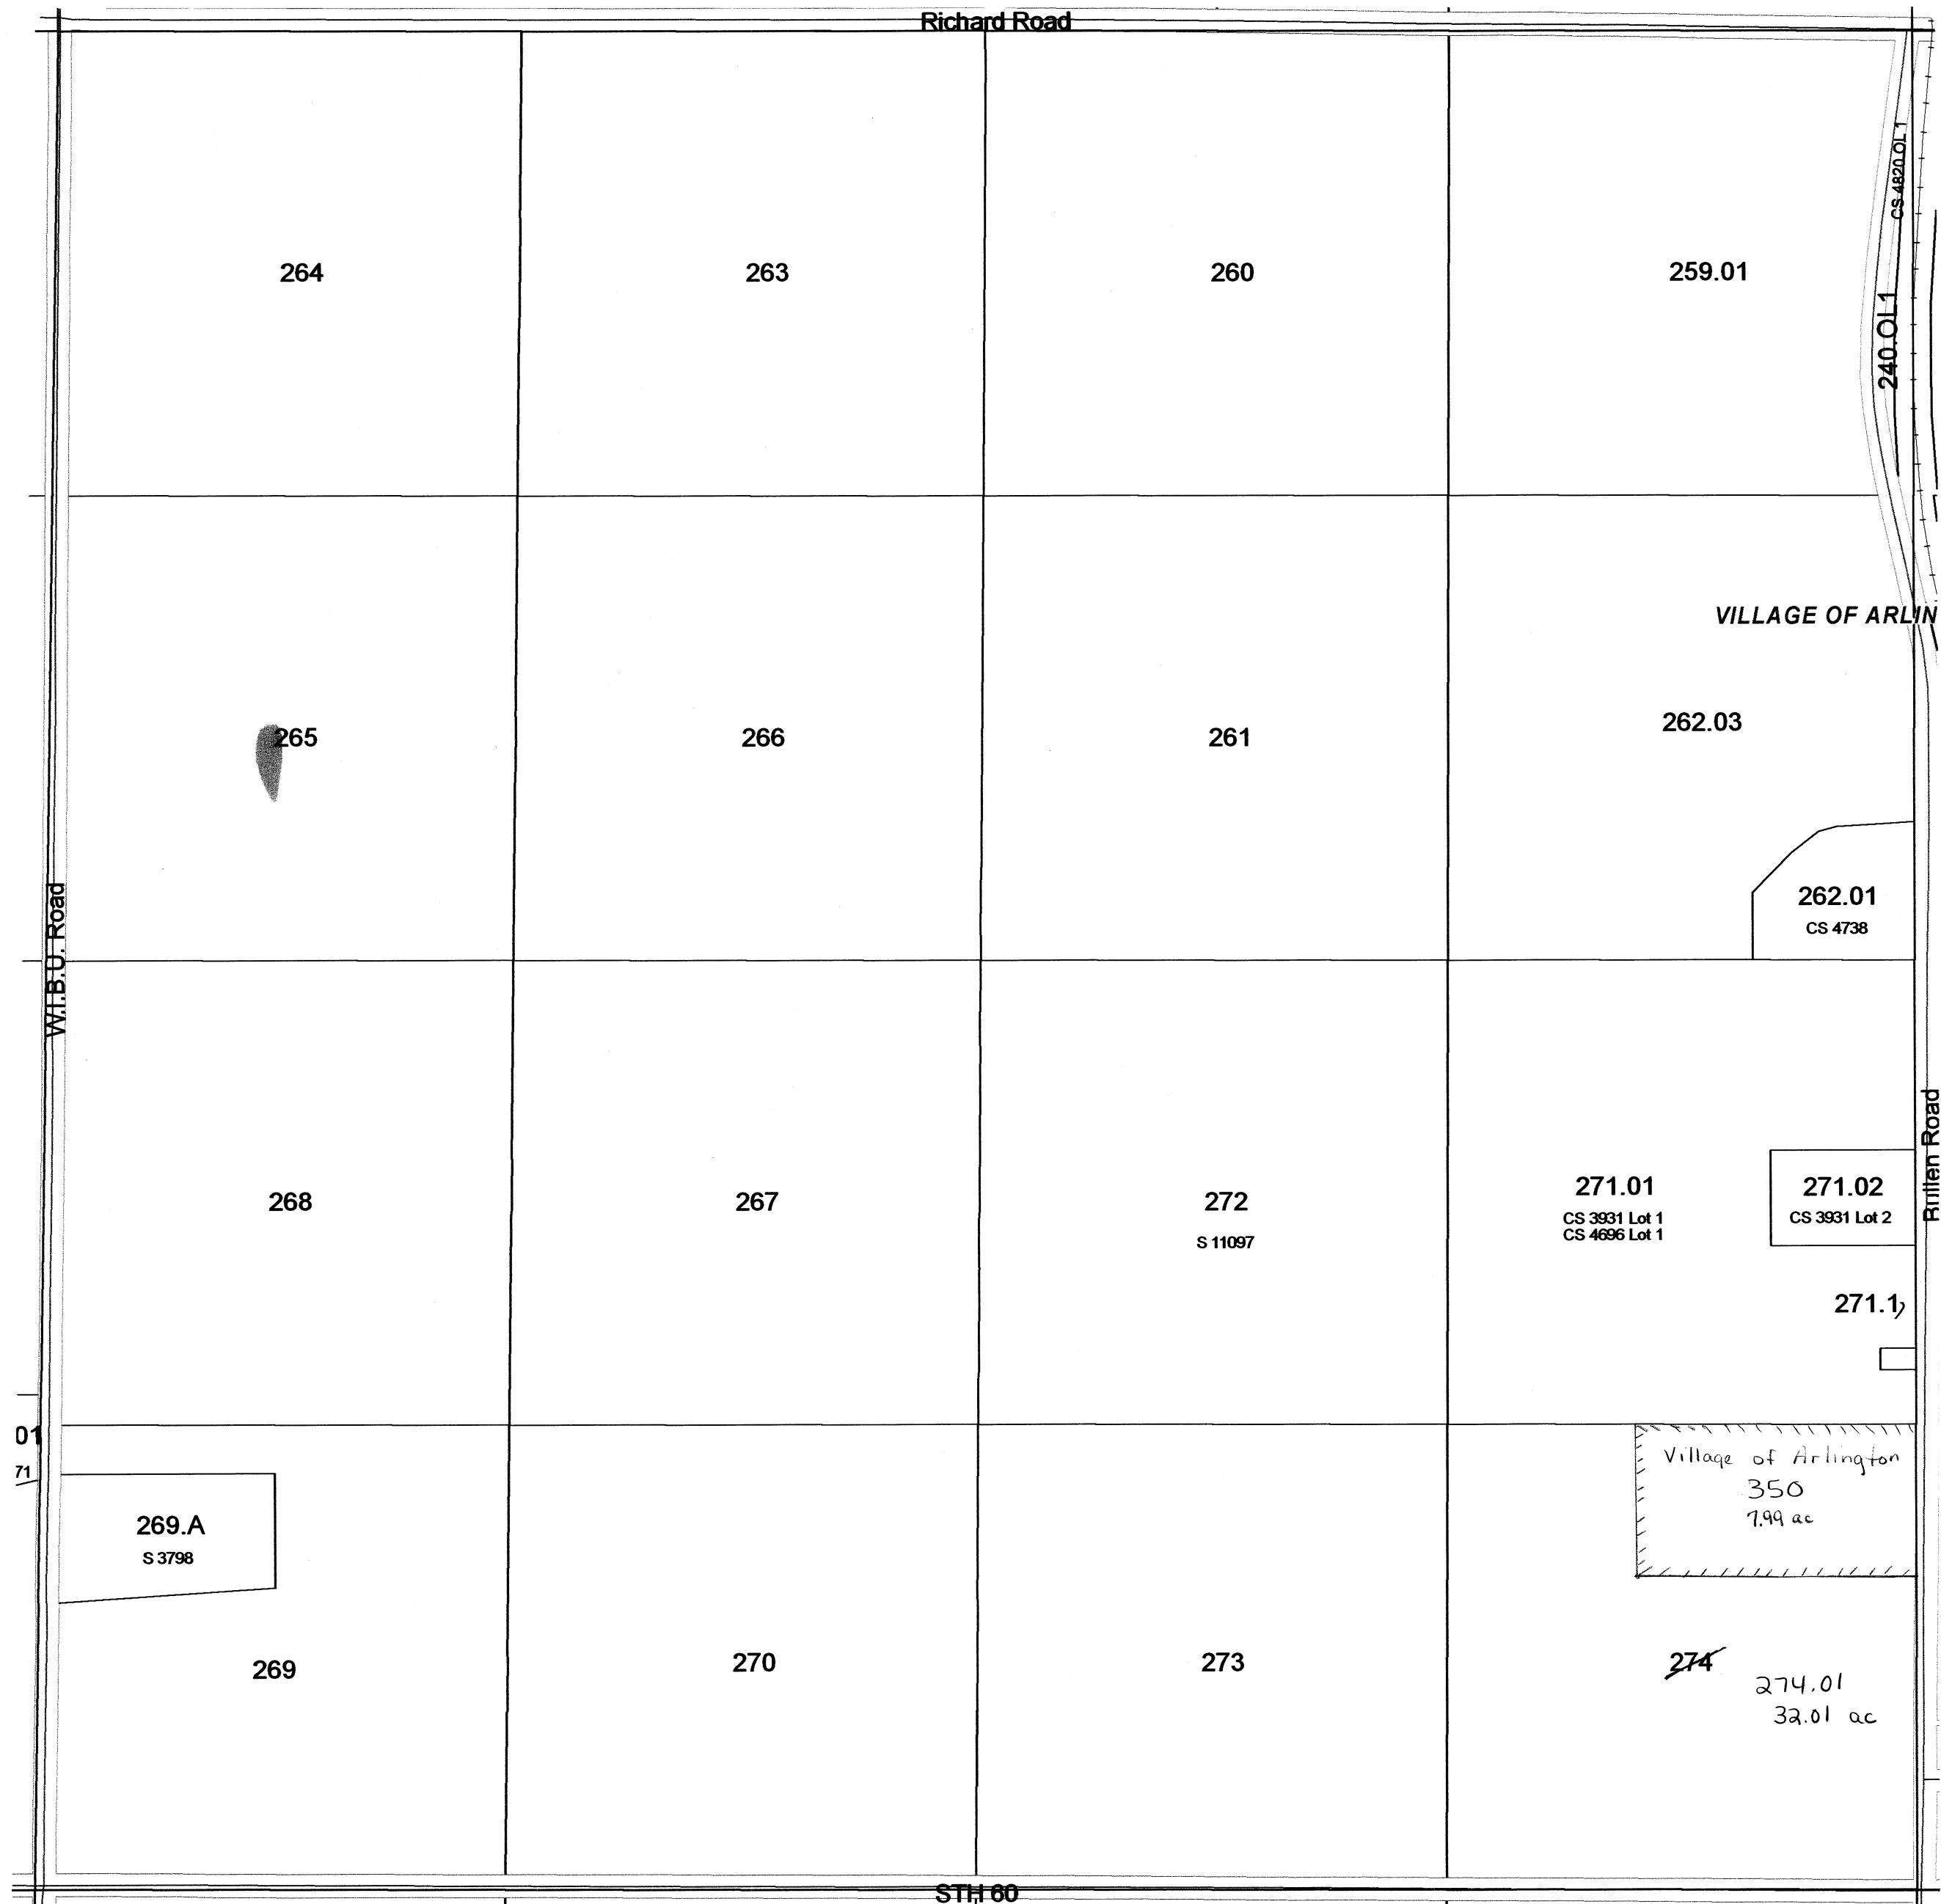 Richard Road
CS 4820 OL 1
264
263
260
259.01
240.OL1
VILLAGE OF ARLIN
265
266
261
262.03
262.01
CS 4738
W.I.B.U. Road
Bullen Road
268
267
272
S 11097
271.01
CS 3931 Lot 1
CS 4696 Lot 1
271.02
CS 3931 Lot 2
271.1
01
71
Village of Arlington
350
7.99 ac
269.A
S 3798
269
270
273
274
274.01
32.01 ac
STH 60